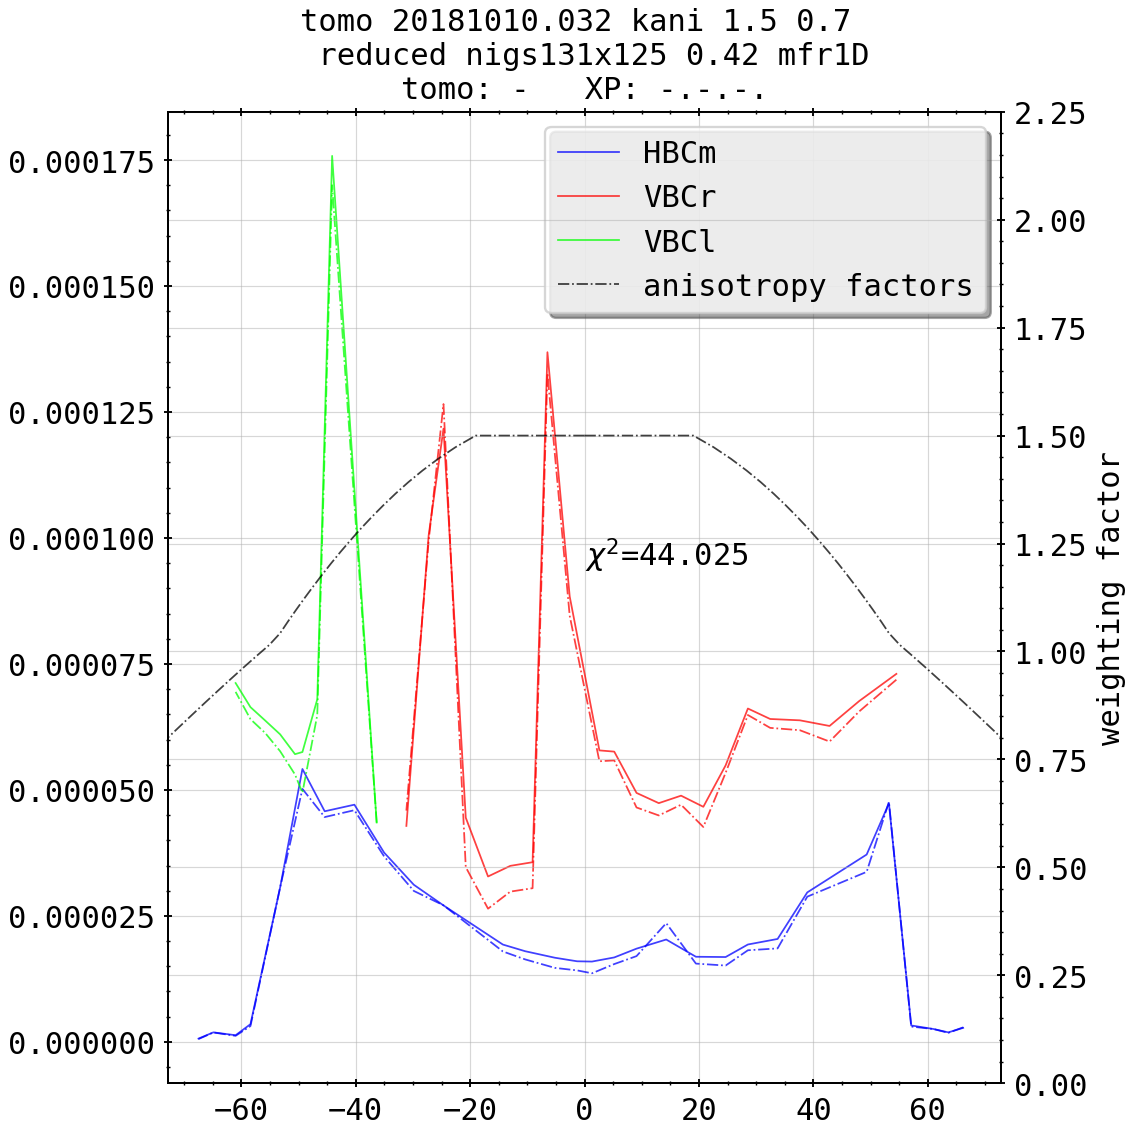 tomo 20181010.032 kani 1.5 0.7
reduced nigs131x125 0.42 mfr1D
tomo: -   XP: -.-.-.
HBCm
VBCr
VBCl
anisotropy factors
χ²=44.025
0.000175
0.000150
0.000125
0.000100
0.000075
0.000050
0.000025
0.000000
2.25
2.00
1.75
1.50
1.25
1.00
0.75
0.50
0.25
0.00
weighting factor
−60 −40 −20 0 20 40 60